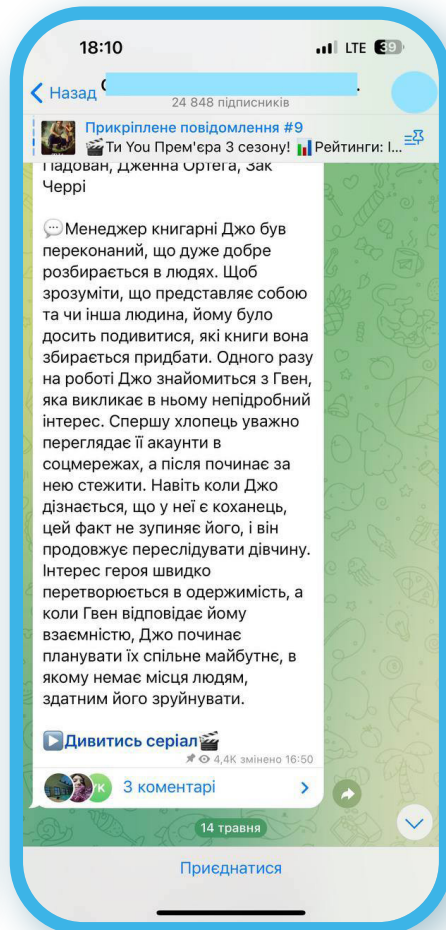 18:10
LTE 39
Назад
24 848 підписників
Прикріплене повідомлення #9
🎬Ти You Прем'єра 3 сезону! 📊Рейтинги: I...
Падован, Дженна Ортега, Зак
Черрі
💬Менеджер книгарні Джо був
переконаний, що дуже добре
розбирається в людях. Щоб
зрозуміти, що представляє собою
та чи інша людина, йому було
досить подивитися, які книги вона
збирається придбати. Одного разу
на роботі Джо знайомиться з Гвен,
яка викликає в ньому непідробний
інтерес. Спершу хлопець уважно
переглядає її акаунти в
соцмережах, а після починає за
нею стежити. Навіть коли Джо
дізнається, що у неї є коханець,
цей факт не зупиняє його, і він
продовжує переслідувати дівчину.
Інтерес героя швидко
перетворюється в одержимість, а
коли Гвен відповідає йому
взаємністю, Джо починає
планувати їх спільне майбутнє, в
якому немає місця людям,
здатним його зруйнувати.
▶️Дивитись серіал🎬
4,4K змінено 16:50
3 коментарі
14 травня
Приєднатися